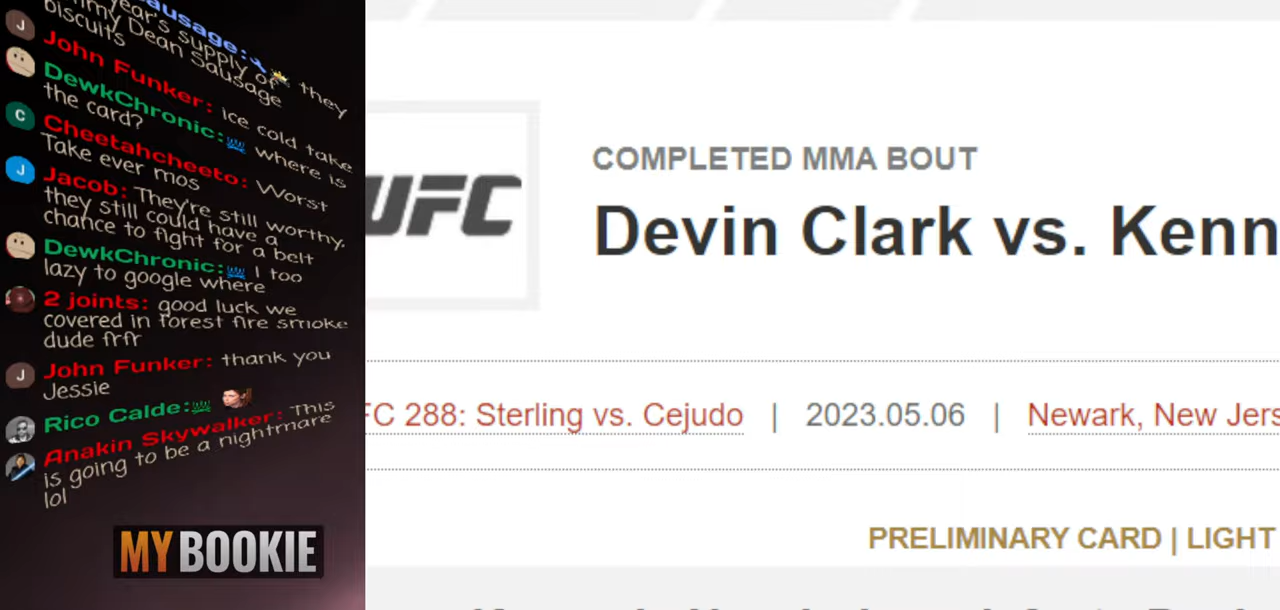 ausage:
year's supply of
my Dean Sausage
biscuits
J
John Funker: ice cold take
they
DewkChronic: where is
the card?
C
Cheetahcheeto: Worst
Take ever mos
J
Jacob: They're still worthy,
they still could have a
chance to fight for a belt
DewkChronic: I too
lazy to google where
2 joints: good luck we
covered in forest fire smoke
dude frfr
J
John Funker: thank you
Jessie
Rico Calde:
Anakin Skywalker: This
is going to be a nightmare
lol
MYBOOKIE
UFC
COMPLETED MMA BOUT
Devin Clark vs. Kenn
FC 288: Sterling vs. Cejudo | 2023.05.06 | Newark, New Jers
PRELIMINARY CARD | LIGHT